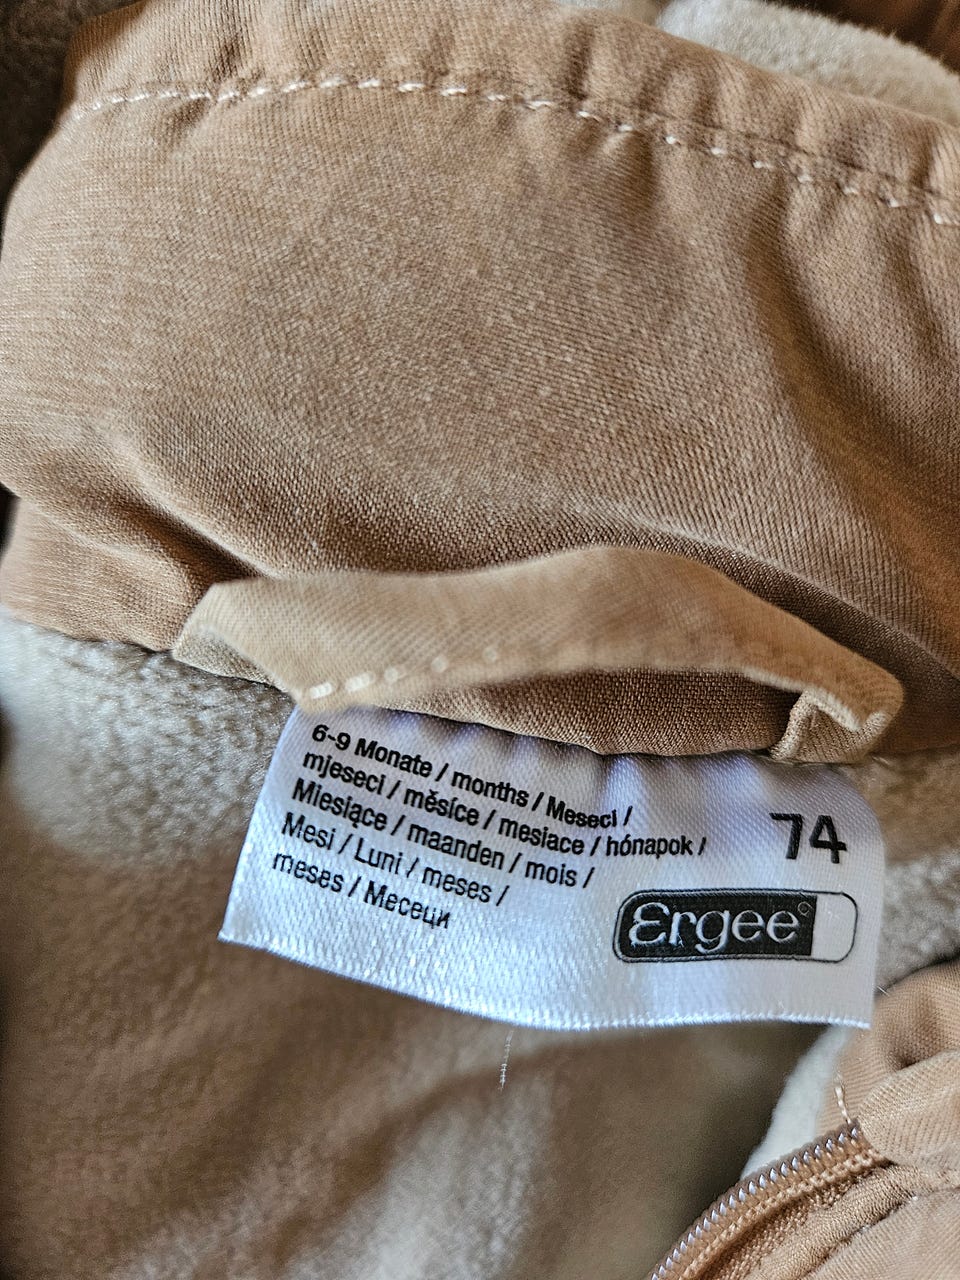 6-9 Monate / months / Meseci /
mjeseci / měsíce / mesiace / hónapok /
Miesiące / maanden / mois /
Mesi / Luni / meses /
meses / Месеци
74
Ergee®